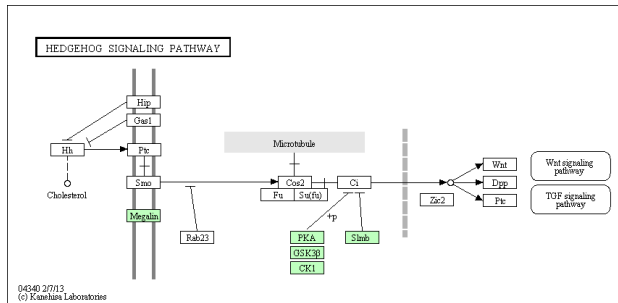 HEDGEHOG SIGNALING PATHWAY
Hip
Gas1
Hh
Ptc
Microtubule
Wnt
Wnt signaling
pathway
Smo
Cos2
Ci
Dpp
Cholesterol
Fu
Su(fu)
Zic2
Ptc
TGF signaling
pathway
Megalin
+p
Rab23
PKA
Slmb
GSK3β
CK1
04340 2/7/13
(c) Kanehisa Laboratories